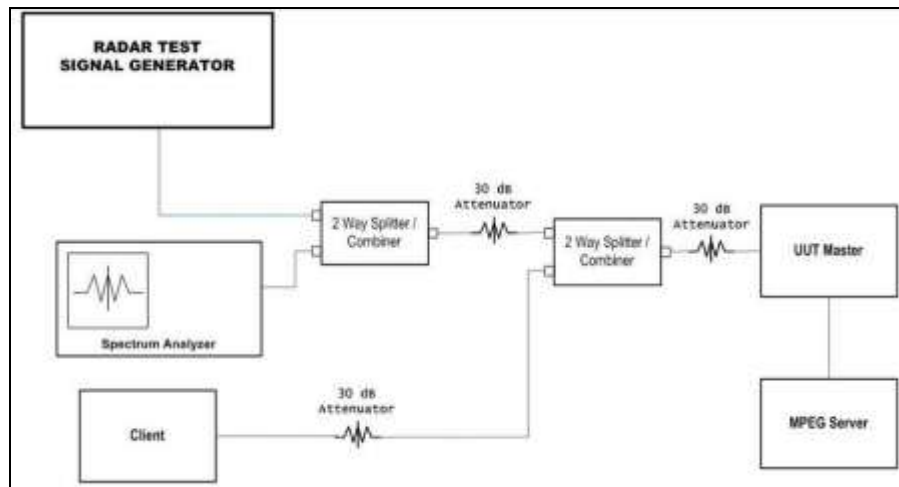 RADAR TEST
SIGNAL GENERATOR
2 Way Splitter /
Combiner
30 dB
Attenuator
2 Way Splitter /
Combiner
30 dB
Attenuator
UUT Master
Spectrum Analyzer
30 dB
Attenuator
Client
MPEG Server